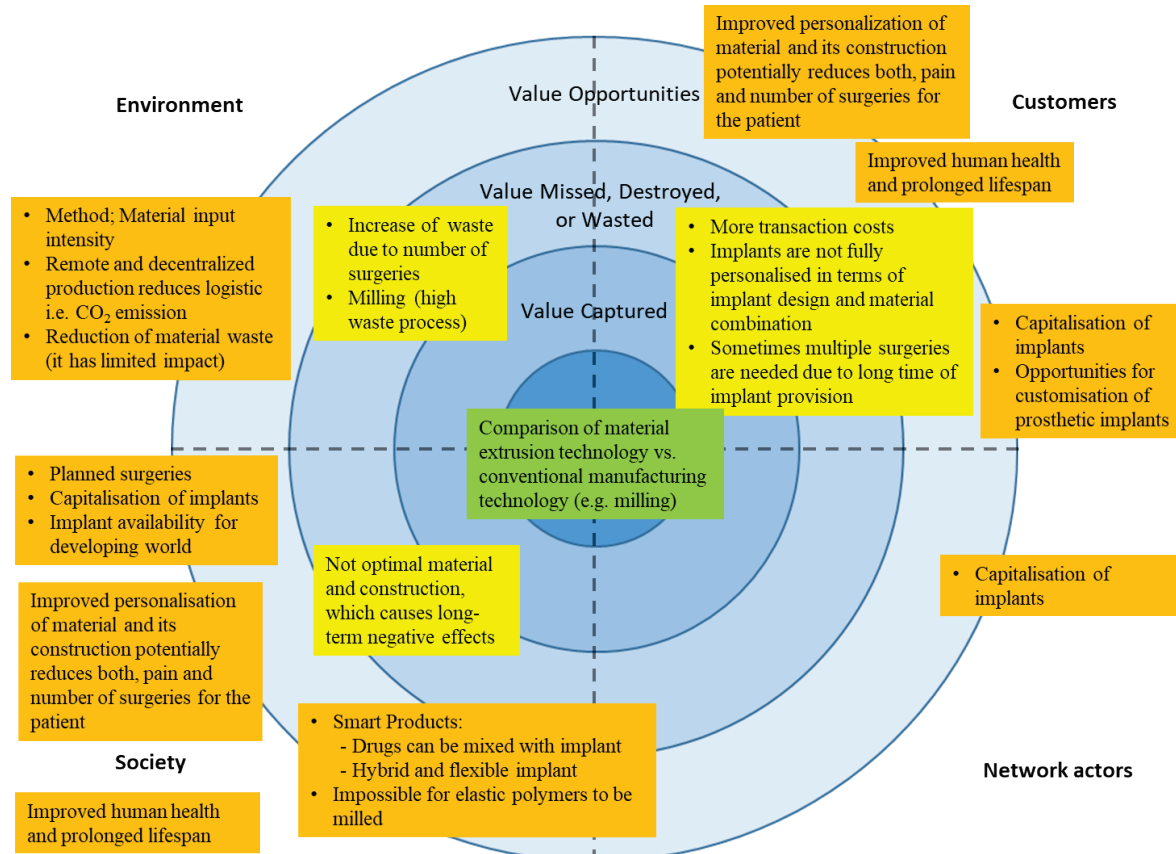 Improved personalization of
material and its construction
potentially reduces both, pain
and number of surgeries for
the patient
Environment
Value Opportunities
Customers
Improved human health
and prolonged lifespan
Value Missed, Destroyed,
or Wasted
• Method; Material input
intensity
• Remote and decentralized
production reduces logistic
i.e. CO₂ emission
• Reduction of material waste
(it has limited impact)
• Increase of waste
due to number of
surgeries
• Milling (high
waste process)
• More transaction costs
• Implants are not fully
personalised in terms of
implant design and material
combination
• Sometimes multiple surgeries
are needed due to long time of
implant provision
Value Captured
• Capitalisation of
implants
• Opportunities for
customisation of
prosthetic implants
Comparison of material
extrusion technology vs.
conventional manufacturing
technology (e.g. milling)
• Planned surgeries
• Capitalisation of implants
• Implant availability for
developing world
Not optimal material
and construction,
which causes long-
term negative effects
• Capitalisation of
implants
Improved personalisation
of material and its
construction potentially
reduces both, pain and
number of surgeries for the
patient
• Smart Products:
- Drugs can be mixed with implant
- Hybrid and flexible implant
• Impossible for elastic polymers to be
milled
Society
Network actors
Improved human health
and prolonged lifespan